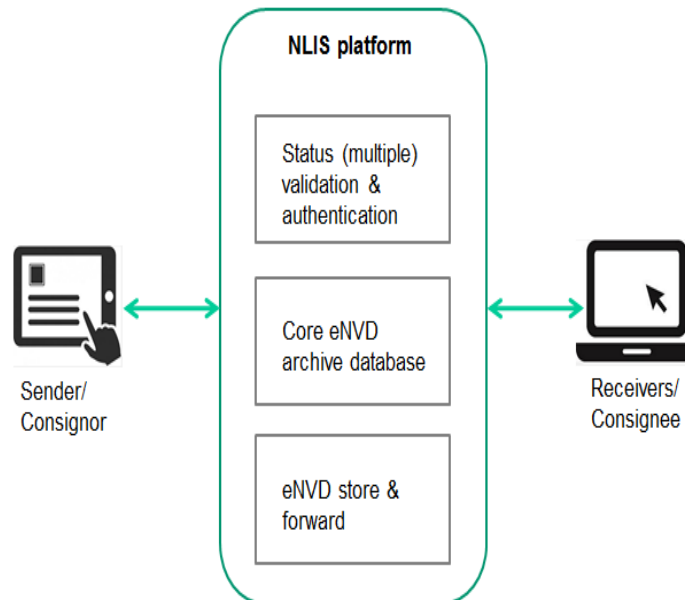 NLIS platform
Status (multiple)
validation &
authentication
Core eNVD
archive database
eNVD store &
forward
Sender/
Consignor
Receivers/
Consignee